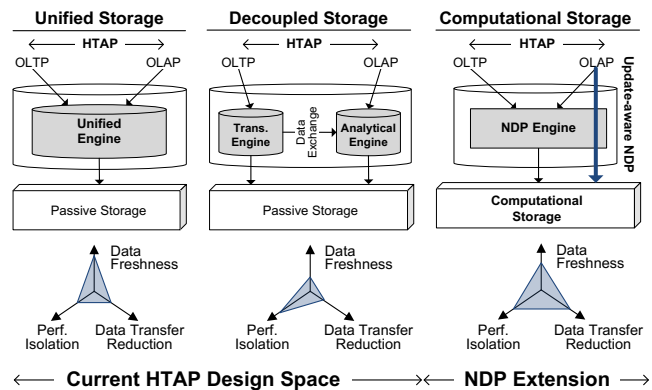 Unified Storage
HTAP
OLTP
OLAP
Unified
Engine
Passive Storage
Data
Freshness
Perf.
Isolation
Data Transfer
Reduction
Decoupled Storage
HTAP
OLTP
OLAP
Trans.
Engine
Data
Exchange
Analytical
Engine
Passive Storage
Data
Freshness
Perf.
Isolation
Data Transfer
Reduction
Computational Storage
HTAP
OLTP
OLAP
Update-aware NDP
NDP Engine
Computational
Storage
Data
Freshness
Perf.
Isolation
Data Transfer
Reduction
Current HTAP Design Space
NDP Extension